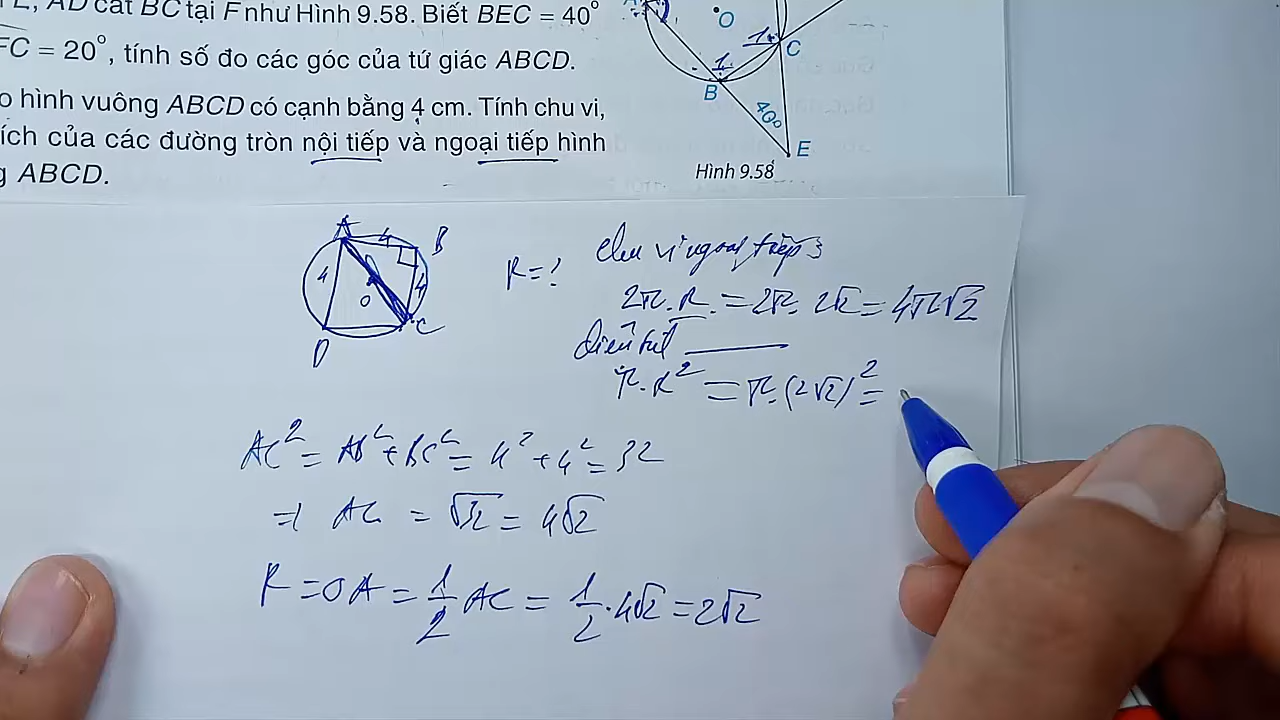 E, AD cắt BC tại F như Hình 9.58. Biết BEC = 40°
FC = 20°, tính số đo các góc của tứ giác ABCD.
o hình vuông ABCD có cạnh bằng 4 cm. Tính chu vi,
ích của các đường tròn nội tiếp và ngoại tiếp hình
g ABCD.
O
1
C
1
B
40°
E
Hình 9.58
A
4
B
4
4
O
D
C
R = ?
chu vi ngoại tiếp
2π.R = 2π.2√2 = 4π√2
diện tích
π.R² = π.(2√2)² =
AC² = AB² + BC² = 4² + 4² = 32
⇒ AC = √32 = 4√2
R = OA = 1/2 AC = 1/2 . 4√2 = 2√2